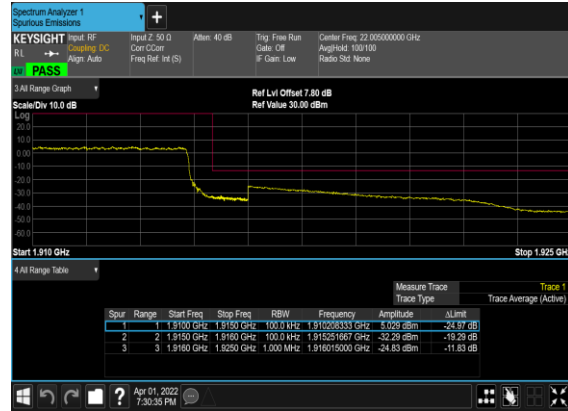 Spectrum Analyzer 1
Spurious Emissions
KEYSIGHT Input: RF Input Z: 50 Ω Atten: 40 dB Trig: Free Run Center Freq: 22.005000000 GHz
RL Coupling: DC Corr CCorr Gate: Off Avg|Hold: 100/100
Align: Auto Freq Ref: Int (S) IF Gain: Low Radio Std: None
PASS
3 All Range Graph
Ref Lvl Offset 7.80 dB
Scale/Div 10.0 dB Ref Value 30.00 dBm
Log
20.0
10.0
0.00
-10.0
-20.0
-30.0
-40.0
-50.0
-60.0
Start 1.910 GHz Stop 1.925 GH
4 All Range Table
Measure Trace Trace 1
Trace Type Trace Average (Active)
Spur Range Start Freq Stop Freq RBW Frequency Amplitude ΔLimit
1 1 1.9100 GHz 1.9150 GHz 100.0 kHz 1.910208333 GHz 5.029 dBm -24.97 dB
2 2 1.9150 GHz 1.9160 GHz 100.0 kHz 1.915251667 GHz -32.29 dBm -19.29 dB
3 3 1.9160 GHz 1.9250 GHz 1.000 MHz 1.916015000 GHz -24.83 dBm -11.83 dB
? Apr 01, 2022
7:30:35 PM